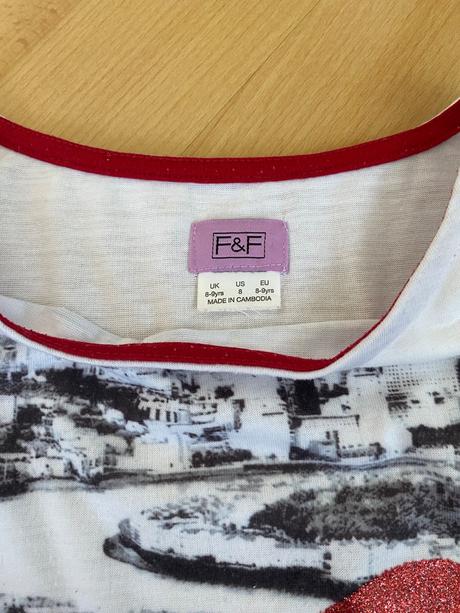 F&F
UK US EU
8-9yrs 8 8-9yrs
MADE IN CAMBODIA